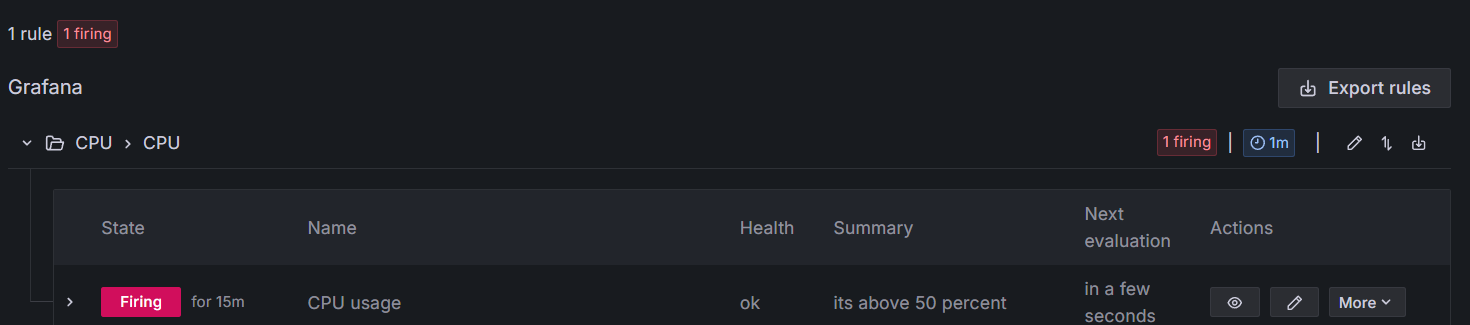 1 rule 1 firing
Grafana
Export rules
CPU > CPU
1 firing | 1m |
State Name Health Summary Next evaluation Actions
Firing for 15m CPU usage ok its above 50 percent in a few seconds More